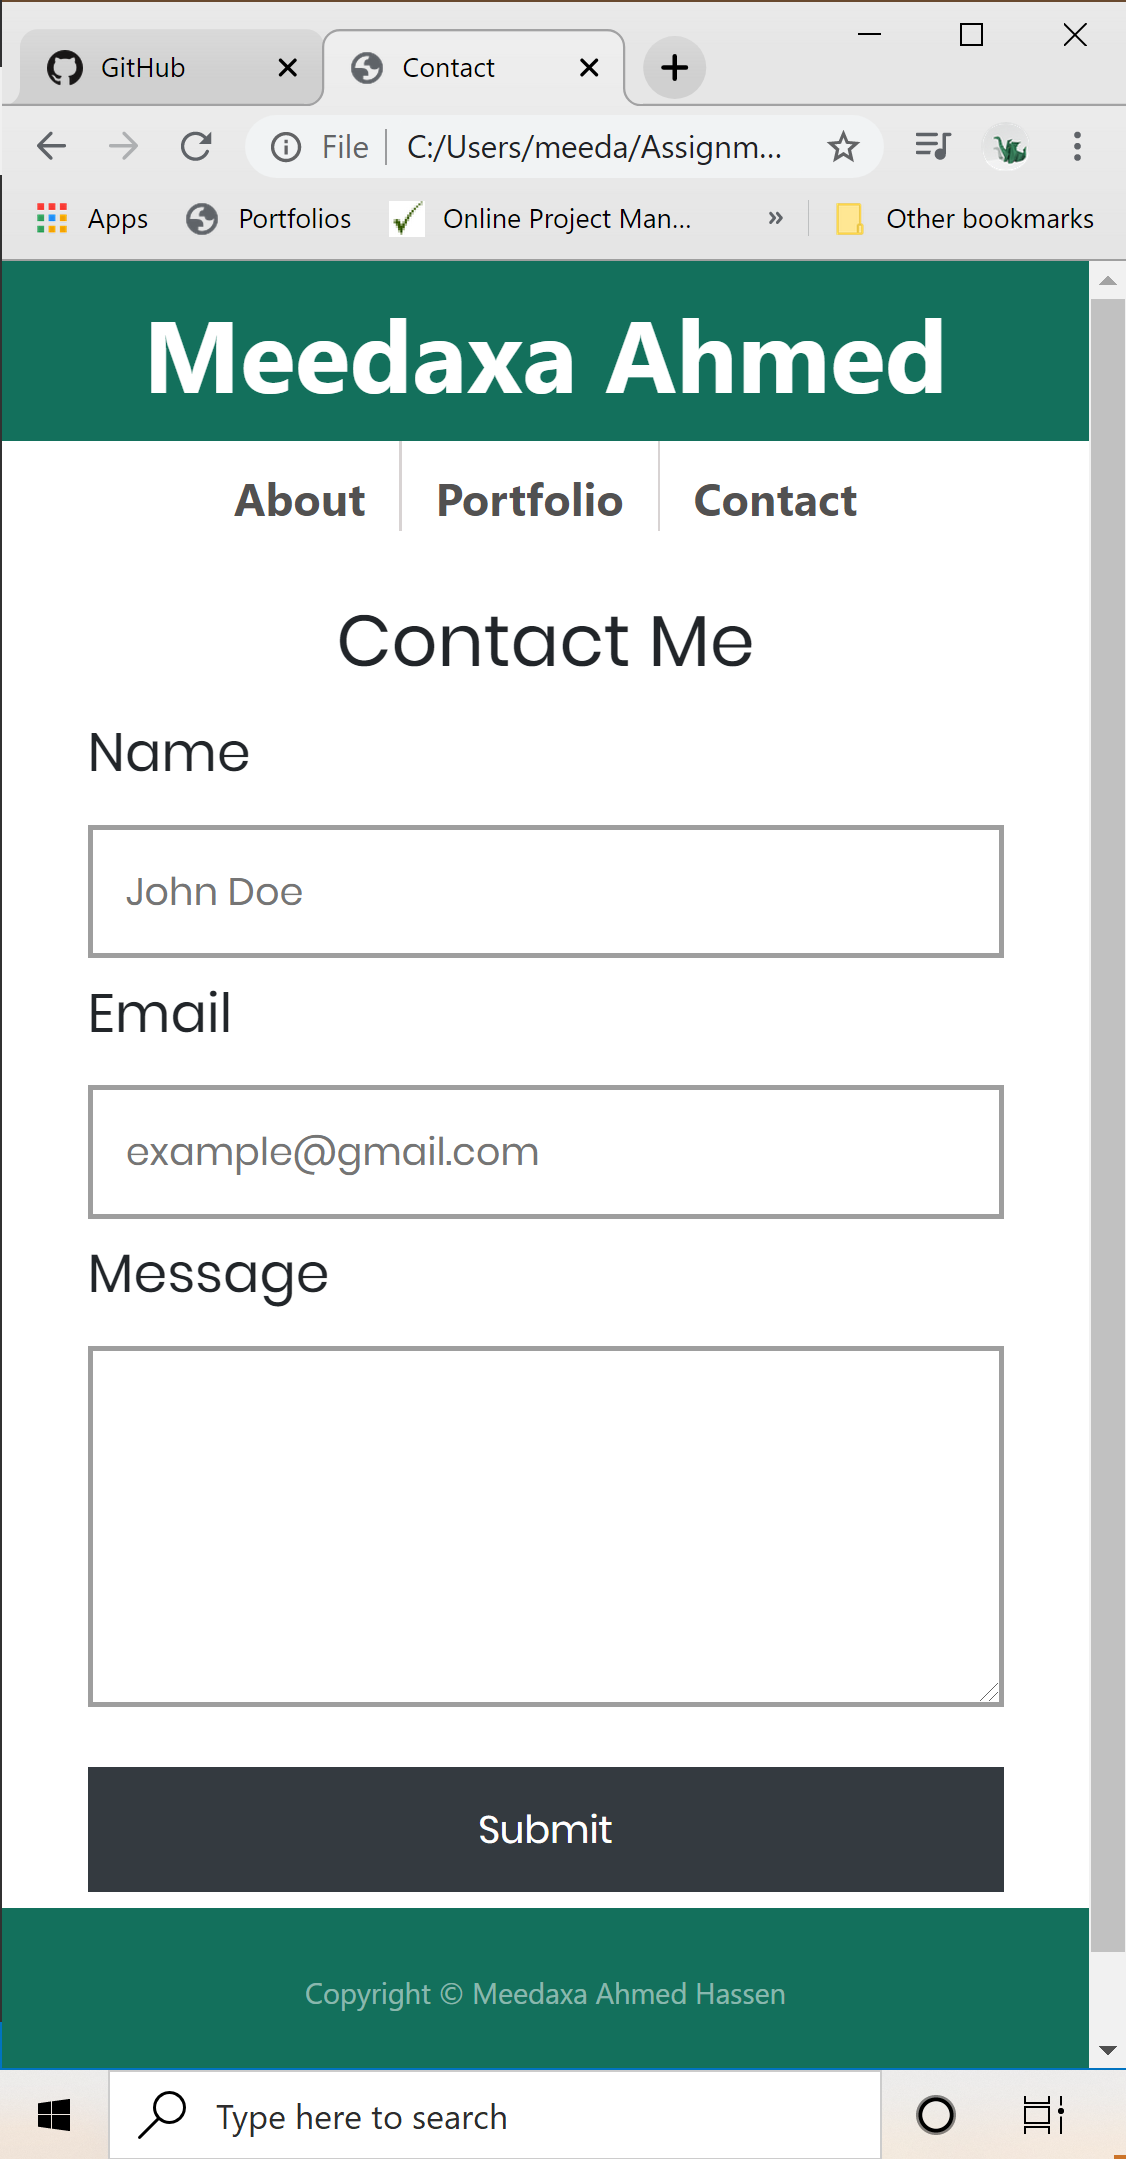 GitHub
Contact
File
C:/Users/meeda/Assignm...
Apps
Portfolios
Online Project Man...
»
Other bookmarks
Meedaxa Ahmed
About
Portfolio
Contact
Contact Me
Name
John Doe
Email
example@gmail.com
Message
Submit
Copyright © Meedaxa Ahmed Hassen
Type here to search